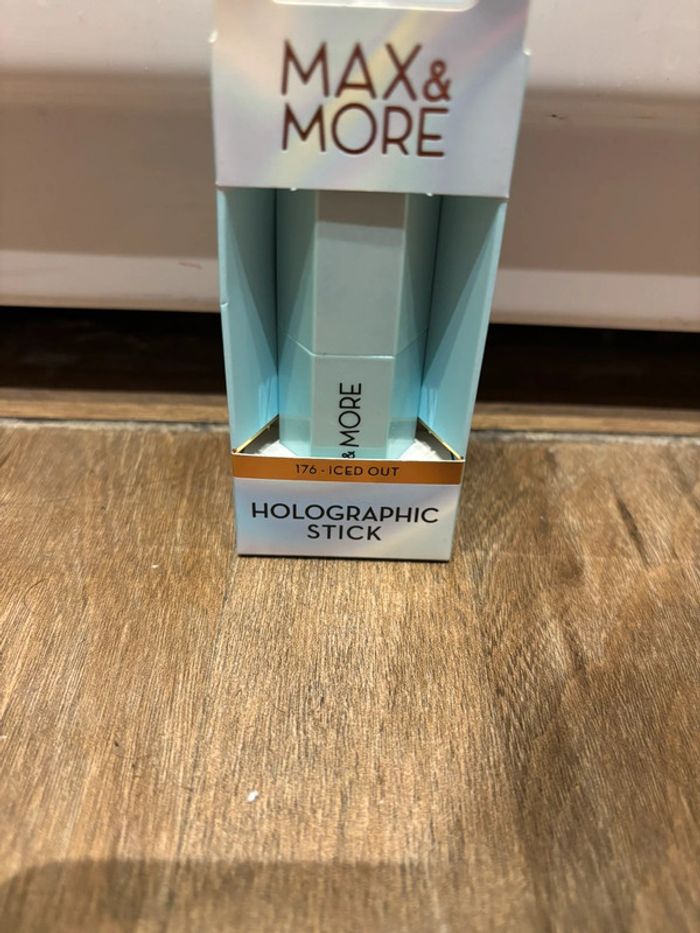 MAX&
MORE
& MORE
176 - ICED OUT
HOLOGRAPHIC
STICK